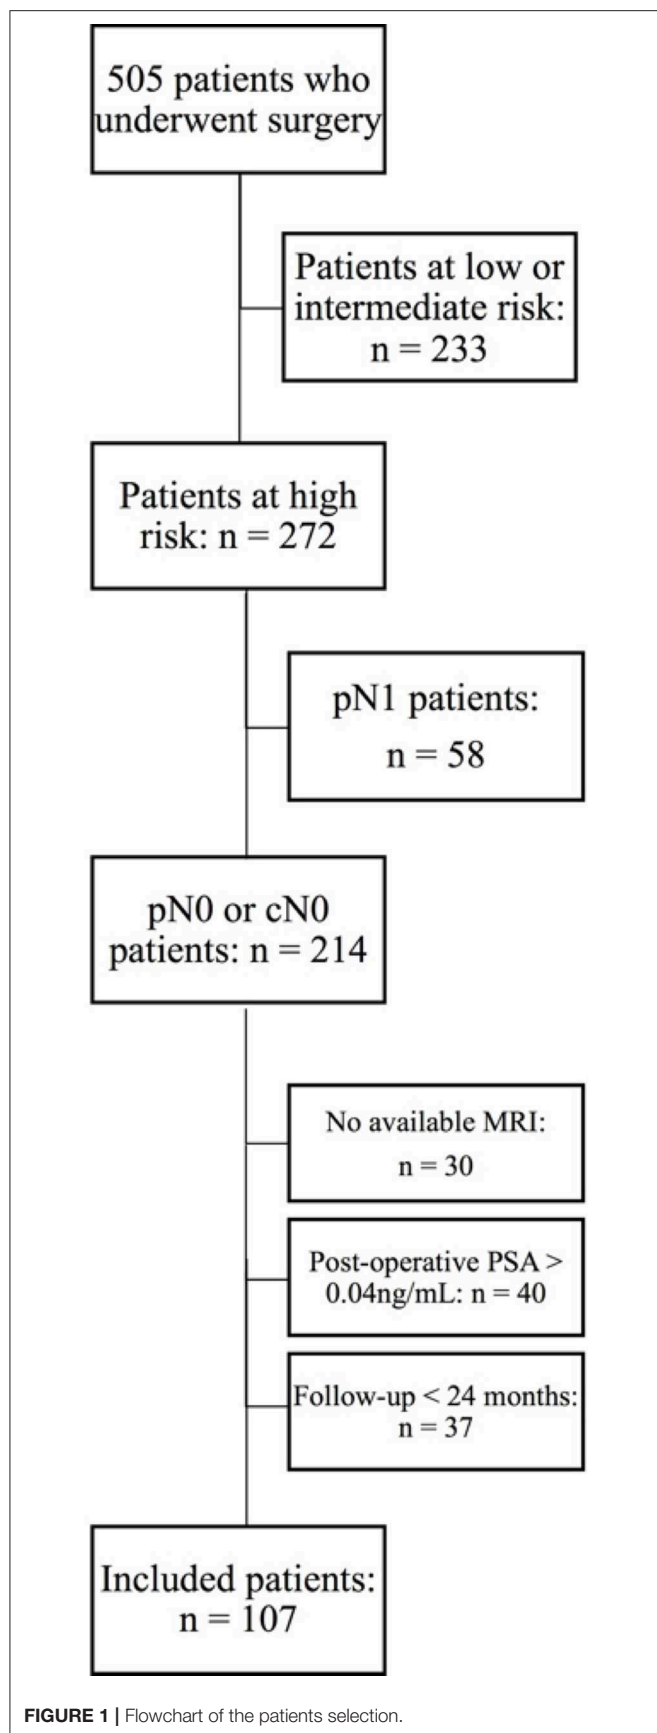 505 patients who
underwent surgery
Patients at low or
intermediate risk:
n = 233
Patients at high
risk: n = 272
pN1 patients:
n = 58
pN0 or cN0
patients: n = 214
No available MRI:
n = 30
Post-operative PSA >
0.04ng/mL: n = 40
Follow-up < 24 months:
n = 37
Included patients:
n = 107
FIGURE 1 | Flowchart of the patients selection.